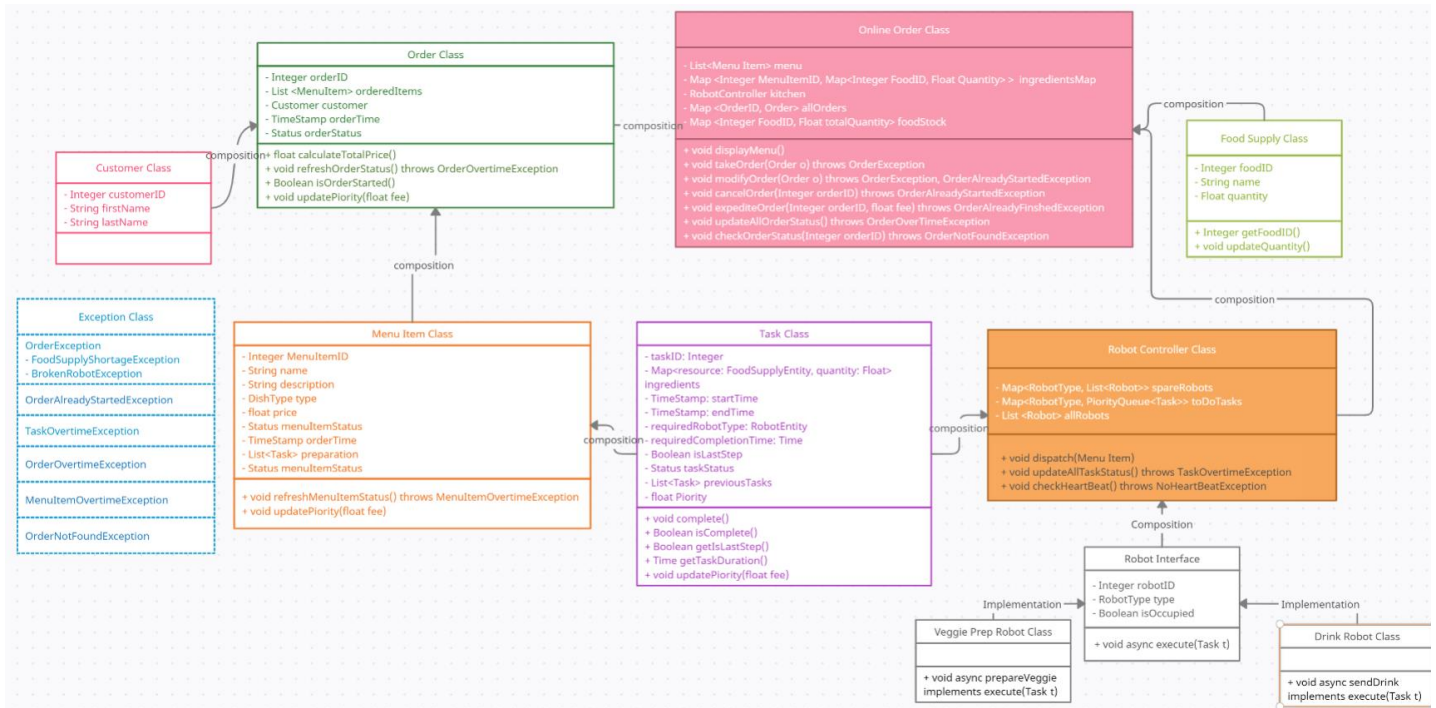 Order Class
- Integer orderID
- List <MenuItem> orderedItems
- Customer customer
- TimeStamp orderTime
- Status orderStatus
+ float calculateTotalPrice()
+ void refreshOrderStatus() throws OrderOvertimeException
+ Boolean isOrderStarted()
+ void updatePiority(float fee)
composition
Online Order Class
- List<Menu Item> menu
- Map <Integer MenuItemID, Map<Integer FoodID, Float Quantity> > ingredientsMap
- RobotController kitchen
- Map <OrderID, Order> allOrders
- Map <Integer FoodID, Float totalQuantity> foodStock
+ void displayMenu()
+ void takeOrder(Order o) throws OrderException
+ void modifyOrder(Order o) throws OrderException, OrderAlreadyStartedException
+ void cancelOrder(Integer orderID) throws OrderAlreadyStartedException
+ void expediteOrder(Integer orderID, float fee) throws OrderAlreadyFinshedException
+ void updateAllOrderStatus() throws OrderOverTimeException
+ void checkOrderStatus(Integer orderID) throws OrderNotFoundException
composition
Food Supply Class
- Integer foodID
- String name
- Float quantity
+ Integer getFoodID()
+ void updateQuantity()
composition
Customer Class
- Integer customerID
- String firstName
- String lastName
composition
composition
Exception Class
OrderException
- FoodSupplyShortageException
- BrokenRobotException
OrderAlreadyStartedException
TaskOvertimeException
OrderOvertimeException
MenuItemOvertimeException
OrderNotFoundException
Menu Item Class
- Integer MenuItemID
- String name
- String description
- DishType type
- float price
- Status menuItemStatus
- TimeStamp orderTime
- List<Task> preparation
- Status menuItemStatus
+ void refreshMenuItemStatus() throws MenuItemOvertimeException
+ void updatePiority(float fee)
composition
Task Class
- taskID: Integer
- Map<resource: FoodSupplyEntity, quantity: Float>
ingredients
- TimeStamp: startTime
- TimeStamp: endTime
- requiredRobotType: RobotEntity
- requiredCompletionTime: Time
- Boolean isLastStep
- Status taskStatus
- List<Task> previousTasks
- float Piority
+ void complete()
+ Boolean isComplete()
+ Boolean getIsLastStep()
+ Time getTaskDuration()
+ void updatePiority(float fee)
composition
Robot Controller Class
- Map<RobotType, List<Robot>> spareRobots
- Map<RobotType, PiorityQueue<Task>> toDoTasks
- List <Robot> allRobots
+ void dispatch(Menu Item)
+ void updateAllTaskStatus() throws TaskOvertimeException
+ void checkHeartBeat() throws NoHeartBeatException
Composition
Robot Interface
- Integer robotID
- RobotType type
- Boolean isOccupied
+ void async execute(Task t)
Implementation
Implementation
Veggie Prep Robot Class
+ void async prepareVeggie
implements execute(Task t)
Drink Robot Class
+ void async sendDrink
implements execute(Task t)